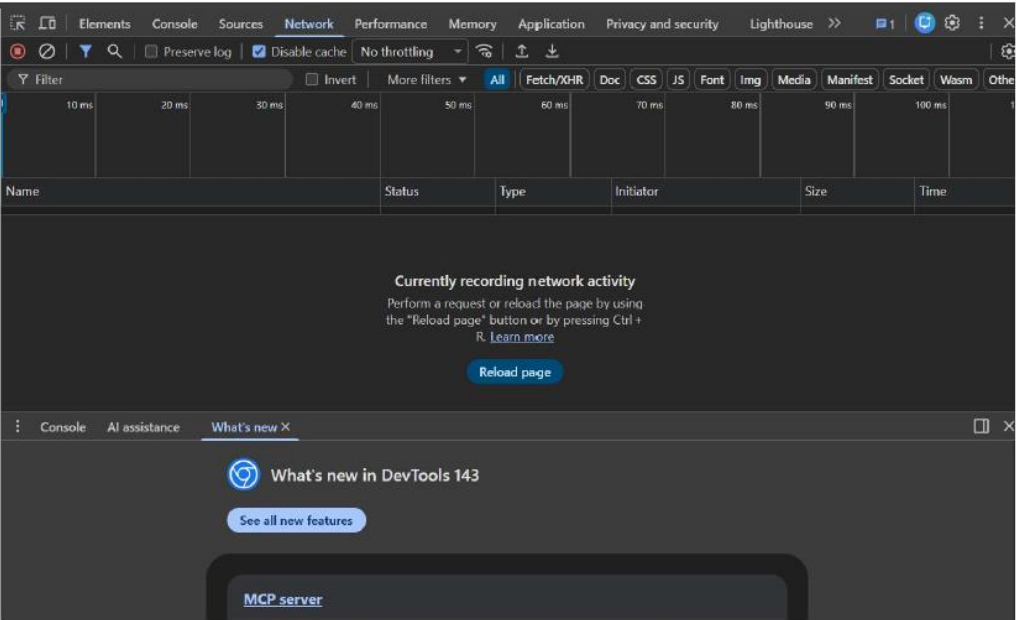 Elements Console Sources Network Performance Memory Application Privacy and security Lighthouse 1
Preserve log Disable cache No throttling
Filter Invert More filters All Fetch/XHR Doc CSS JS Font Img Media Manifest Socket Wasm Othe
10 ms 20 ms 30 ms 40 ms 50 ms 60 ms 70 ms 80 ms 90 ms 100 ms 1
Name Status Type Initiator Size Time
Currently recording network activity
Perform a request or reload the page by using
the "Reload page" button or by pressing Ctrl +
R. Learn more
Reload page
Console AI assistance What's new
What's new in DevTools 143
See all new features
MCP server